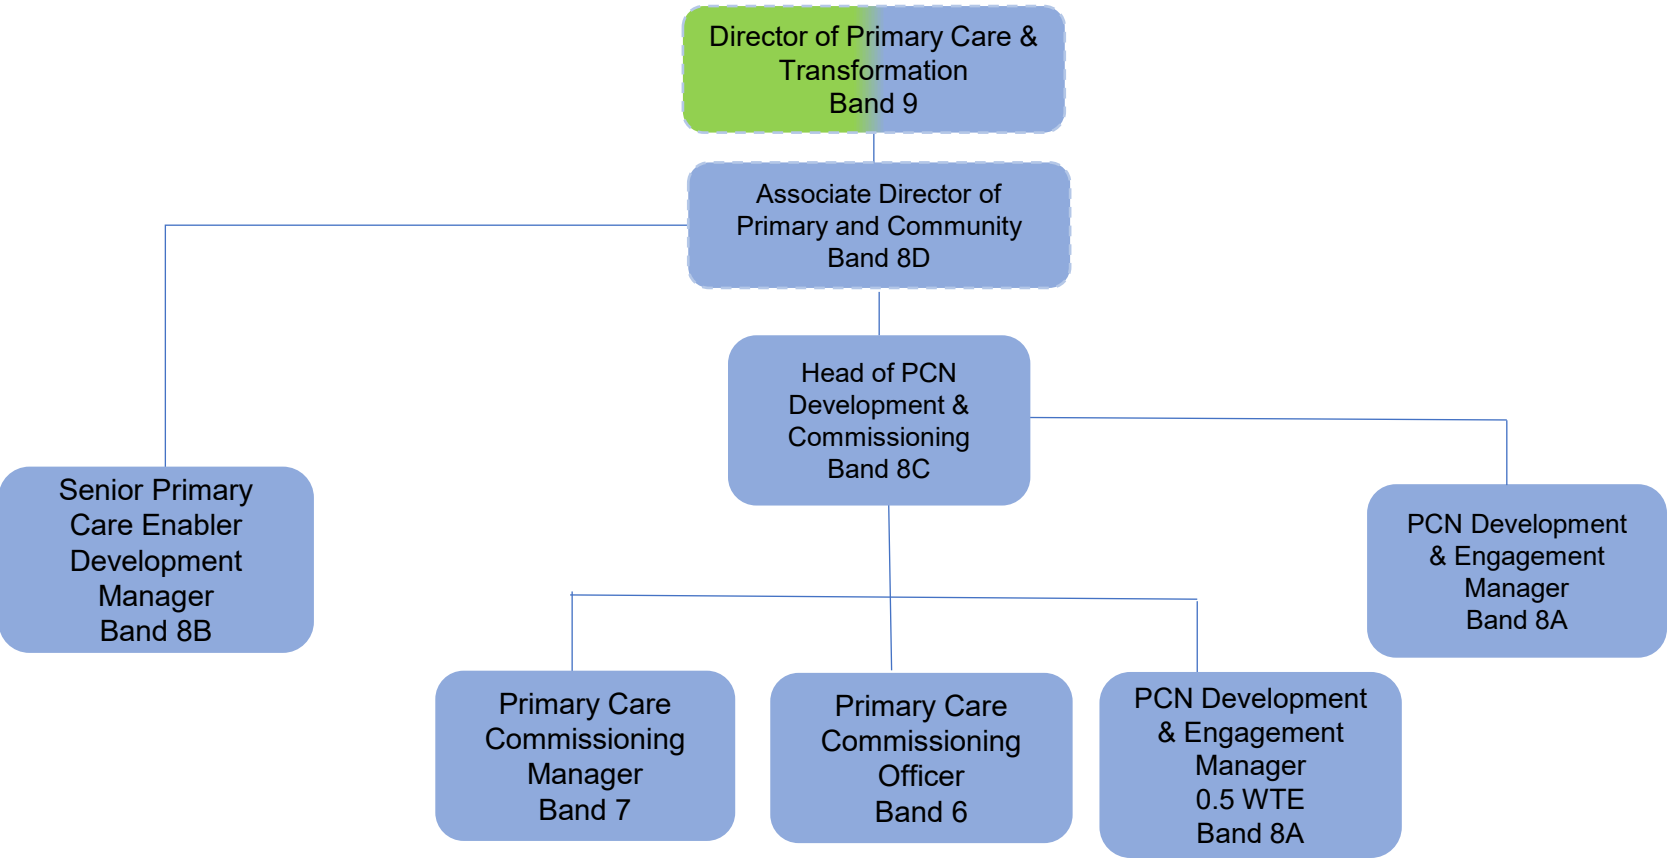 Director of Primary Care &
Transformation
Band 9
Associate Director of
Primary and Community
Band 8D
Head of PCN
Development &
Commissioning
Band 8C
Senior Primary
Care Enabler
Development
Manager
Band 8B
PCN Development
& Engagement
Manager
Band 8A
Primary Care
Commissioning
Manager
Band 7
Primary Care
Commissioning
Officer
Band 6
PCN Development
& Engagement
Manager
0.5 WTE
Band 8A